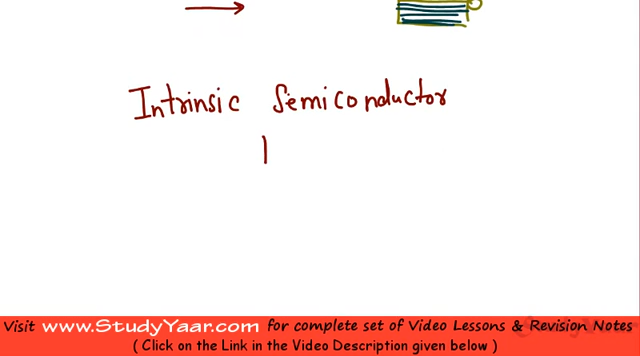 Intrinsic Semiconductor
Visit www.StudyYaar.com for complete set of Video Lessons & Revision Notes
( Click on the Link in the Video Description given below )